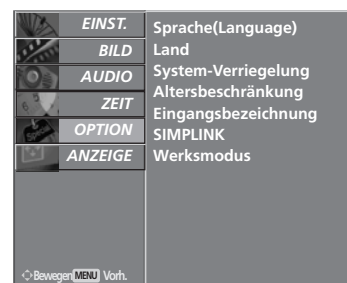 EINST.
BILD
AUDIO
ZEIT
OPTION
ANZEIGE
Sprache(Language)
Land
System-Verriegelung
Altersbeschränkung
Eingangsbezeichnung
SIMPLINK
Werksmodus
Bewegen MENU Vorh.